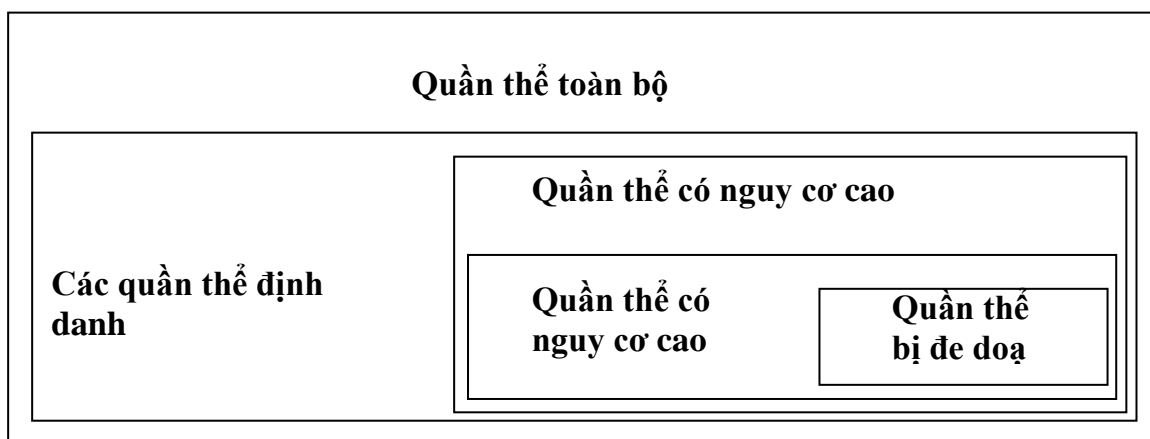 Quần thể toàn bộ
Quần thể có nguy cơ cao
Các quần thể định
danh
Quần thể có
nguy cơ cao
Quần thể
bị đe doạ